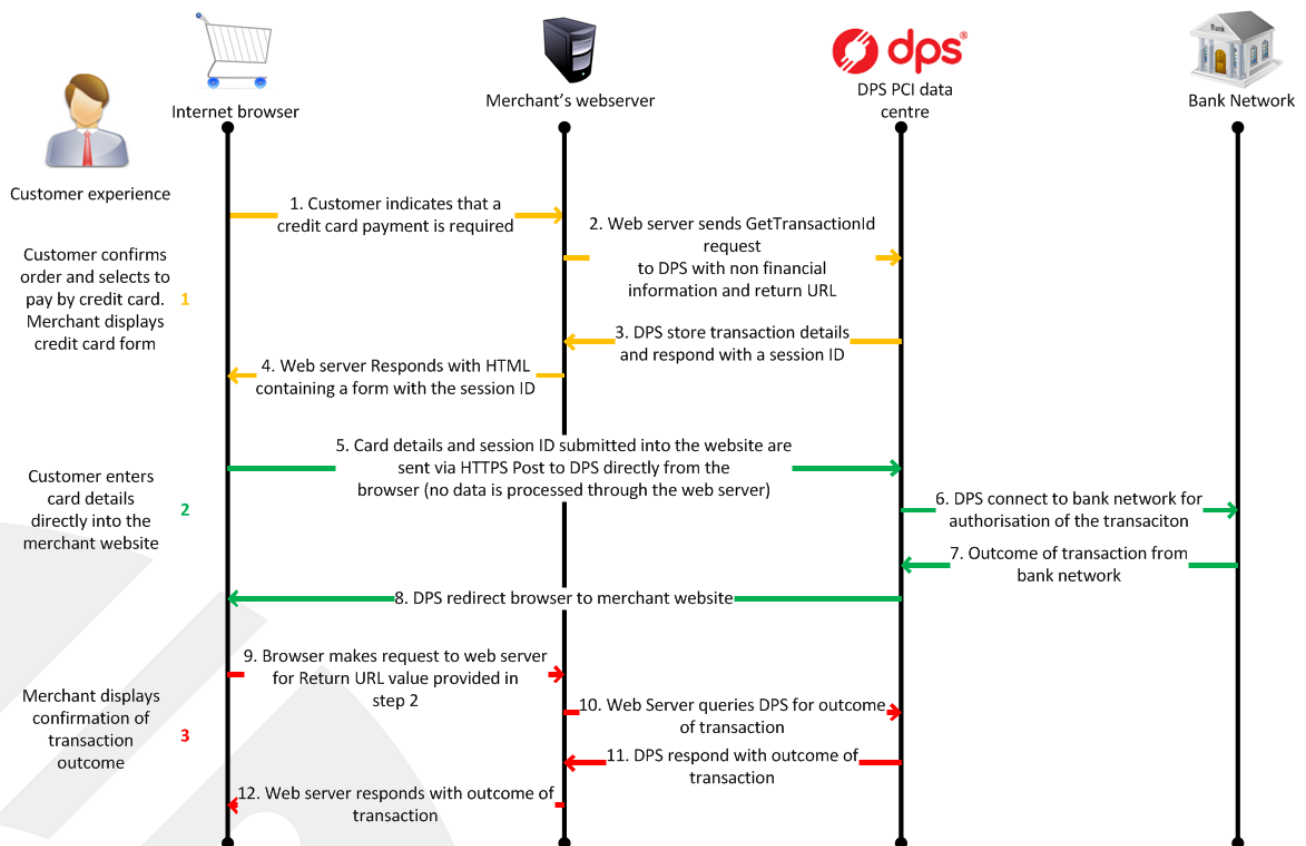 dps®
Bank
Internet browser
Merchant's webserver
DPS PCI data
centre
Bank Network
Customer experience
1. Customer indicates that a
credit card payment is required
2. Web server sends GetTransactionId
request
to DPS with non financial
information and return URL
Customer confirms
order and selects to
pay by credit card.
Merchant displays
credit card form
1
3. DPS store transaction details
and respond with a session ID
4. Web server Responds with HTML
containing a form with the session ID
5. Card details and session ID submitted into the website are
sent via HTTPS Post to DPS directly from the
browser (no data is processed through the web server)
Customer enters
card details
directly into the
merchant website
2
6. DPS connect to bank network for
authorisation of the transaciton
7. Outcome of transaction from
bank network
8. DPS redirect browser to merchant website
9. Browser makes request to web server
for Return URL value provided in
step 2
Merchant displays
confirmation of
transaction
outcome
3
10. Web Server queries DPS for outcome
of transaction
11. DPS respond with outcome of
transaction
12. Web server responds with outcome of
transaction